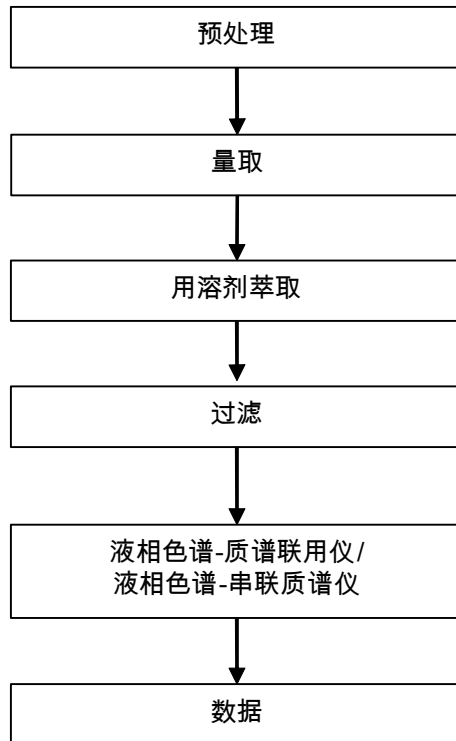 预处理
量取
用溶剂萃取
过滤
液相色谱-质谱联用仪/
液相色谱-串联质谱仪
数据